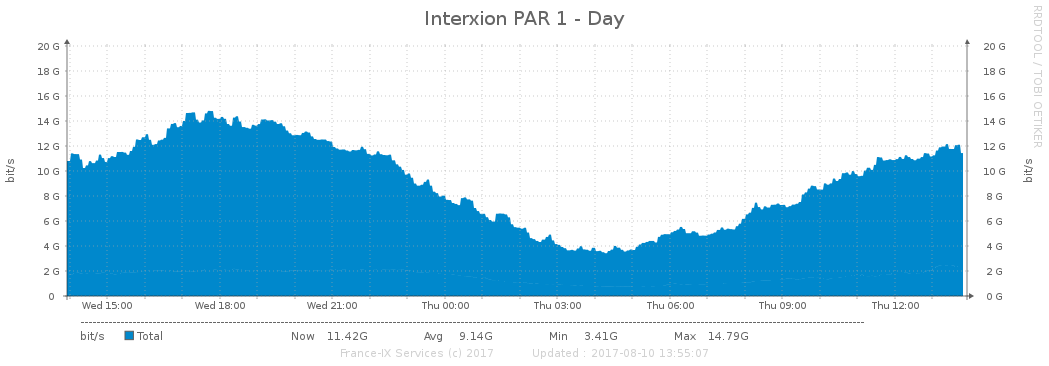 Interxion PAR 1 - Day
RRDTOOL / TOBI OETIKER
20 G 20 G
18 G 18 G
16 G 16 G
14 G 14 G
12 G 12 G
10 G 10 G
8 G 8 G
6 G 6 G
4 G 4 G
2 G 2 G
0 0 G
bit/s
bit/s
Wed 15:00 Wed 18:00 Wed 21:00 Thu 00:00 Thu 03:00 Thu 06:00 Thu 09:00 Thu 12:00
bit/s Total Now 11.42G Avg 9.14G Min 3.41G Max 14.79G
France-IX Services (c) 2017 Updated : 2017-08-10 13:55:07